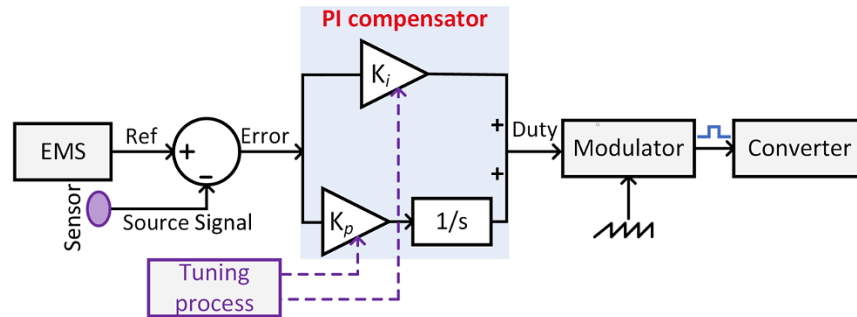 PI compensator
Ki
EMS
Ref
+
-
Error
+
+
Duty
Modulator
Converter
Sensor
Source Signal
Kp
1/s
Tuning
process